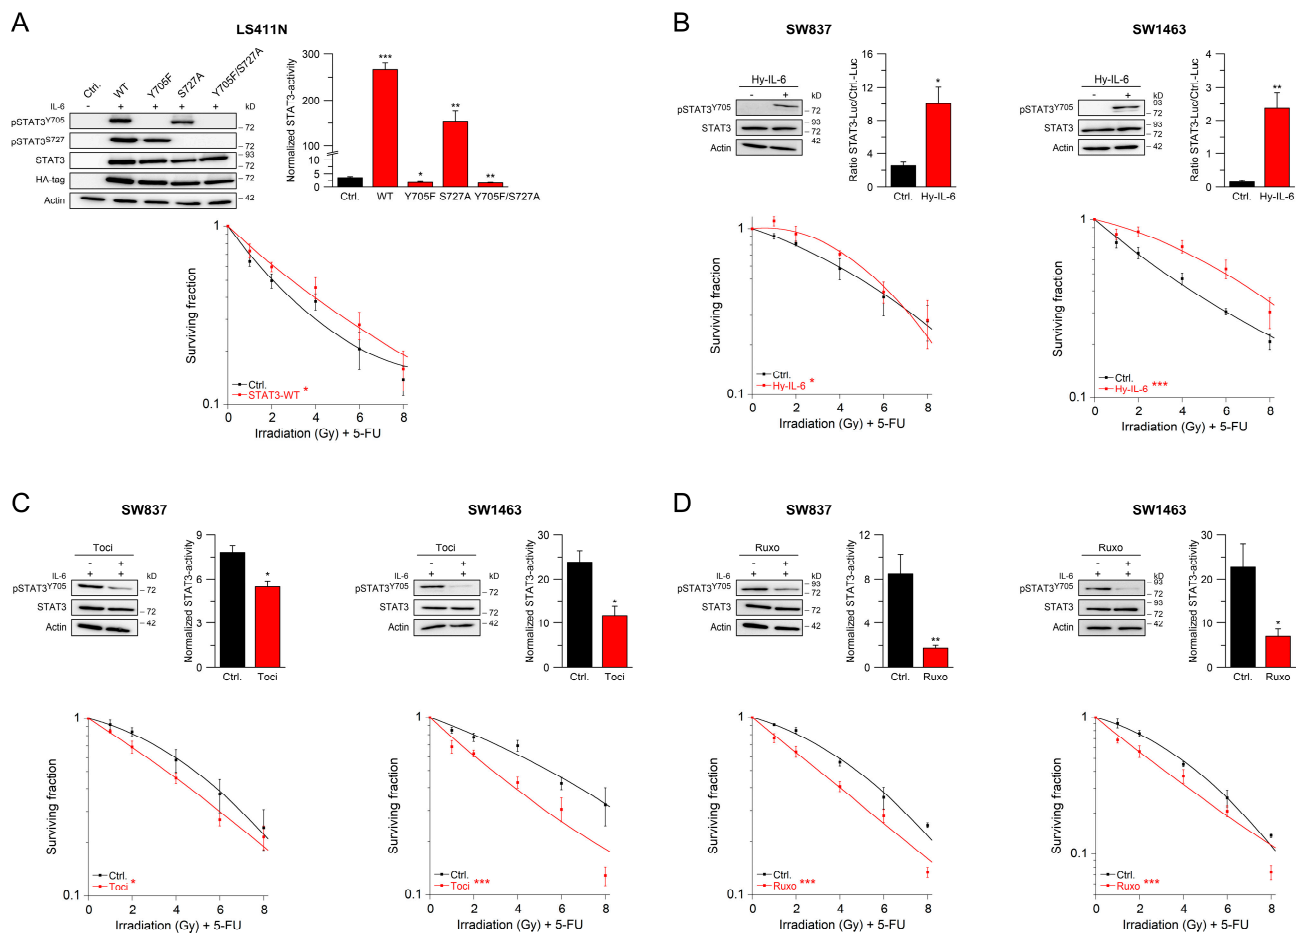 A
LS411N
Ctrl.
WT
Y705F
S727A
Y705F/S727A
IL-6 - + + + + kD
pSTAT3Y705
– 72
pSTAT3S727
– 72
STAT3
– 93
– 72
HA-tag
– 72
Actin
– 42
Normalized STAT3-activity
300
150
100
10
5
0
***
*
**
**
Ctrl. WT Y705F S727A Y705F/S727A
Surviving fraction
1
0.1
Ctrl.
STAT3-WT *
0 2 4 6 8
Irradiation (Gy) + 5-FU
B
SW837
Hy-IL-6
- + kD
pSTAT3Y705
– 72
STAT3
– 93
– 72
Actin
– 42
Ratio STAT3-Luc/Ctrl.-Luc
16
12
8
4
0
*
Ctrl. Hy-IL-6
Surviving fraction
1
0.1
Ctrl.
Hy-IL-6 *
0 2 4 6 8
Irradiation (Gy) + 5-FU
SW1463
Hy-IL-6
- + kD
pSTAT3Y705
– 93
– 72
STAT3
– 93
– 72
Actin
– 42
Ratio STAT3-Luc/Ctrl.-Luc
4
3
2
1
0
**
Ctrl. Hy-IL-6
Surviving fraction
1
0.1
Ctrl.
Hy-IL-6 ***
0 2 4 6 8
Irradiation (Gy) + 5-FU
C
SW837
Toci
- +
IL-6 + + kD
pSTAT3Y705
– 72
STAT3
– 72
Actin
– 42
Normalized STAT3-activity
9
6
3
0
*
Ctrl. Toci
Surviving fraction
1
0.1
Ctrl.
Toci *
0 2 4 6 8
Irradiation (Gy) + 5-FU
SW1463
Toci
- +
IL-6 + + kD
pSTAT3Y705
– 72
STAT3
– 72
Actin
– 42
Normalized STAT3-activity
30
20
10
0
*
Ctrl. Toci
Surviving fraction
1
0.1
Ctrl.
Toci ***
0 2 4 6 8
Irradiation (Gy) + 5-FU
D
SW837
Ruxo
- +
IL-6 + + kD
pSTAT3Y705
– 93
– 72
STAT3
– 72
Actin
– 42
Normalized STAT3-activity
12
8
4
0
**
Ctrl. Ruxo
Surviving fraction
1
0.1
Ctrl.
Ruxo ***
0 2 4 6 8
Irradiation (Gy) + 5-FU
SW1463
Ruxo
- +
IL-6 + + kD
pSTAT3Y705
– 93
– 72
STAT3
– 93
– 72
Actin
– 42
Normalized STAT3-activity
30
20
10
0
*
Ctrl. Ruxo
Surviving fraction
1
0.1
Ctrl.
Ruxo ***
0 2 4 6 8
Irradiation (Gy) + 5-FU